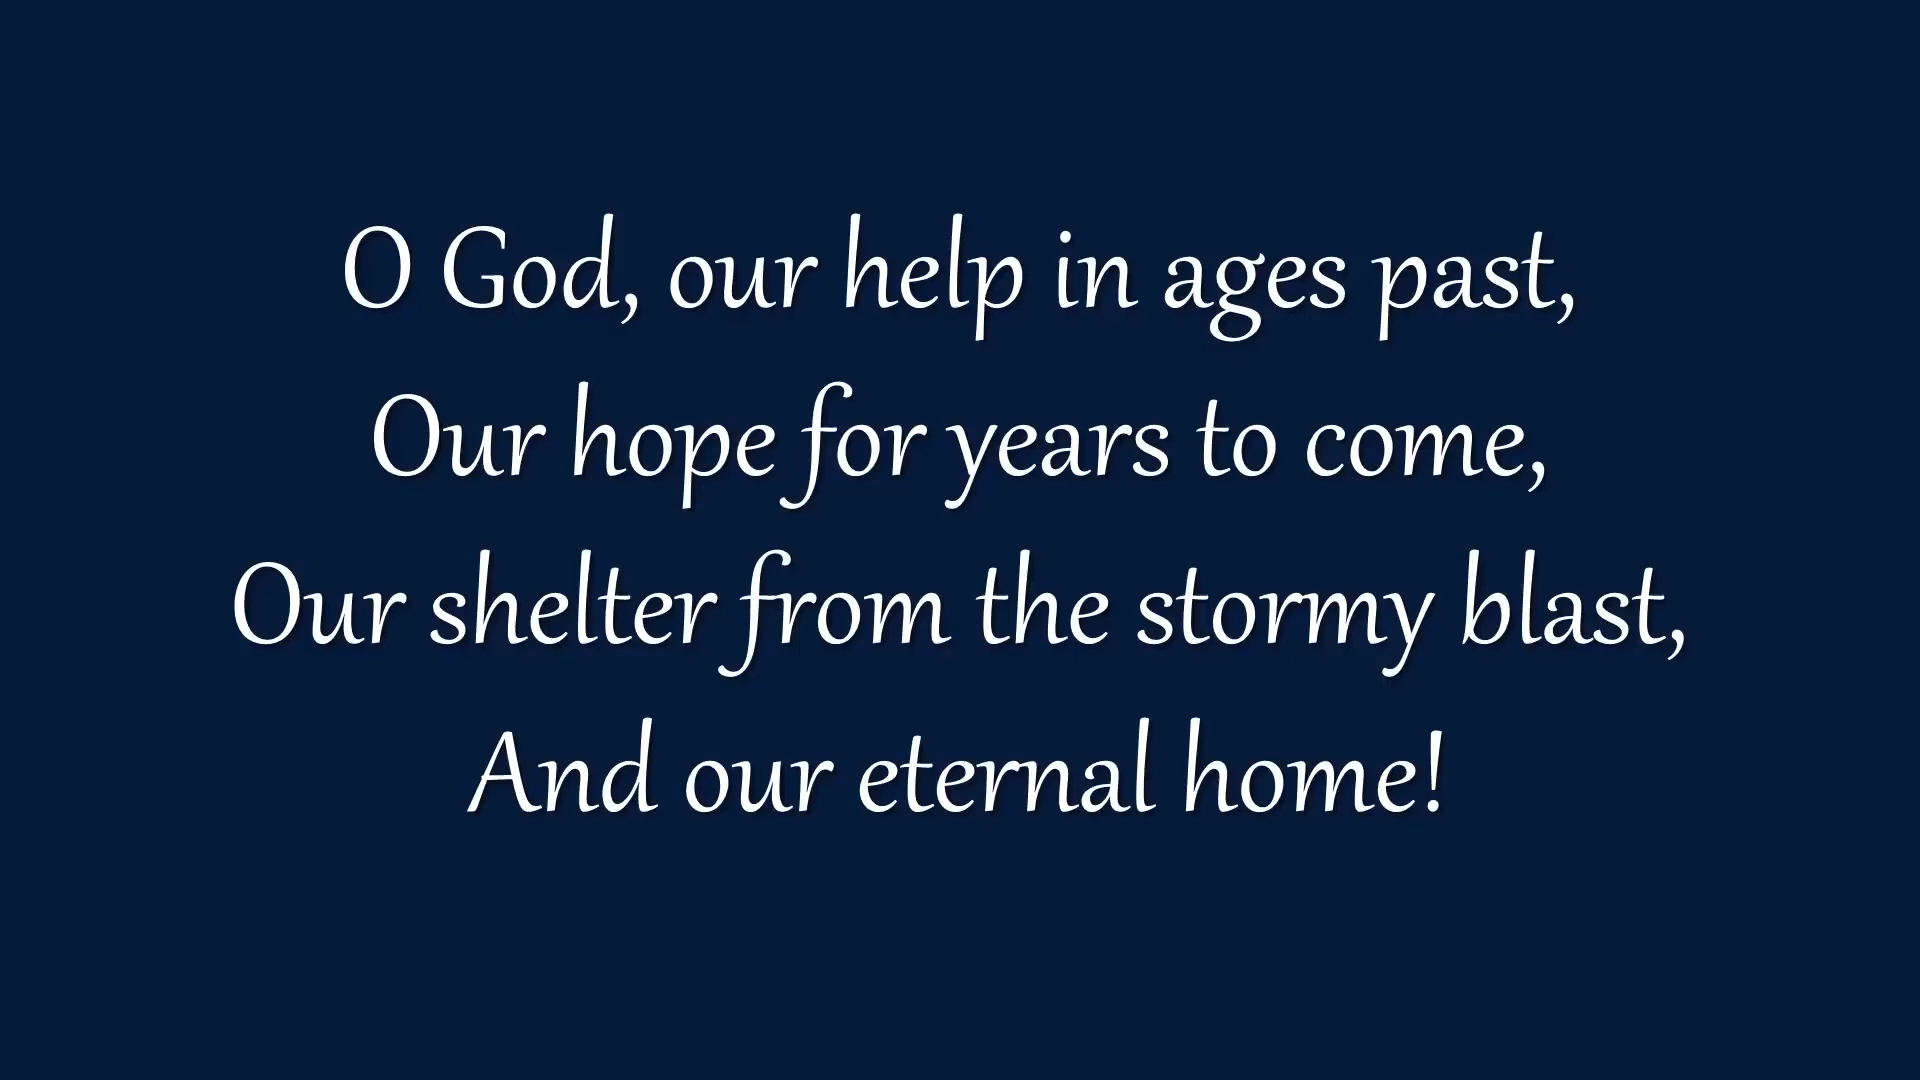 O God, our help in ages past,
Our hope for years to come,
Our shelter from the stormy blast,
And our eternal home!